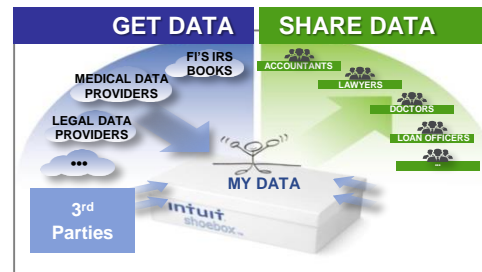 GET DATA
SHARE DATA
FI'S IRS
BOOKS
MEDICAL DATA
PROVIDERS
LEGAL DATA
PROVIDERS
•••
ACCOUNTANTS
LAWYERS
DOCTORS
LOAN OFFICERS
...
MY DATA
3rd
Parties
intuit
shoebox™